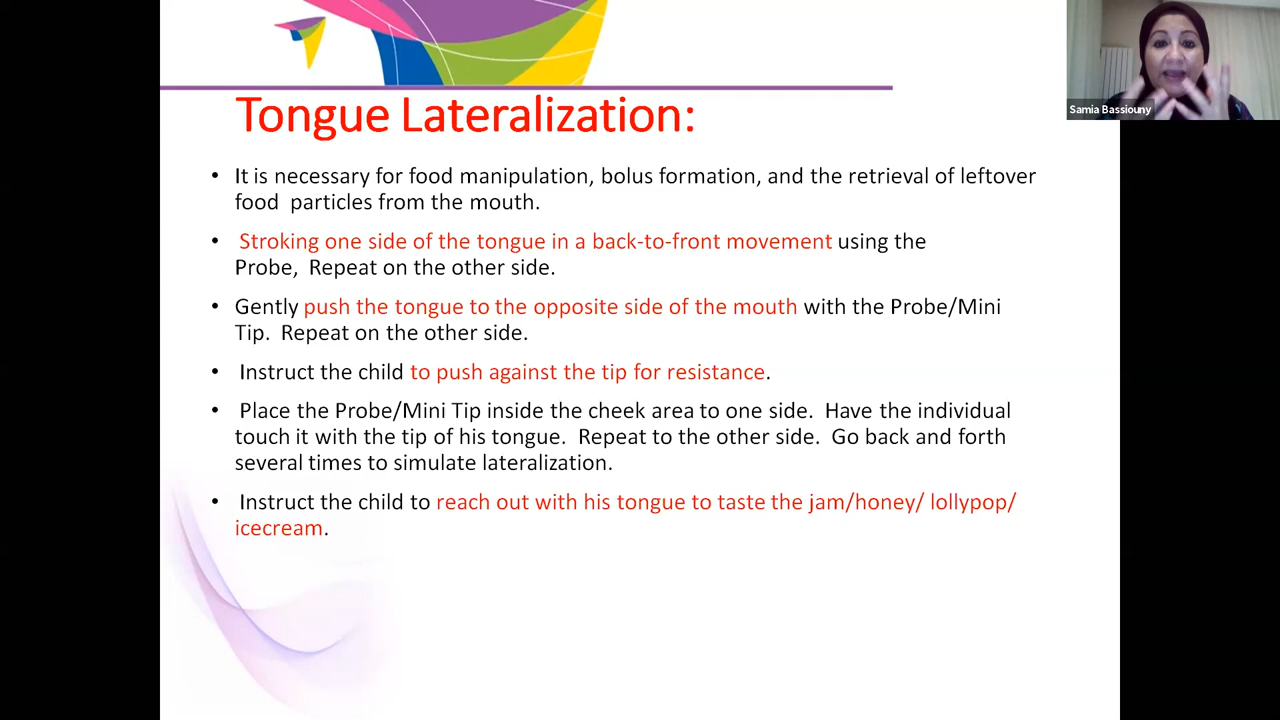 Tongue Lateralization:
Samia Bassiouny
• It is necessary for food manipulation, bolus formation, and the retrieval of leftover
food  particles from the mouth.
• Stroking one side of the tongue in a back-to-front movement using the
Probe,  Repeat on the other side.
• Gently push the tongue to the opposite side of the mouth with the Probe/Mini
Tip.  Repeat on the other side.
• Instruct the child to push against the tip for resistance.
• Place the Probe/Mini Tip inside the cheek area to one side.  Have the individual
touch it with the tip of his tongue.  Repeat to the other side.  Go back and forth
several times to simulate lateralization.
• Instruct the child to reach out with his tongue to taste the jam/honey/ lollypop/
icecream.